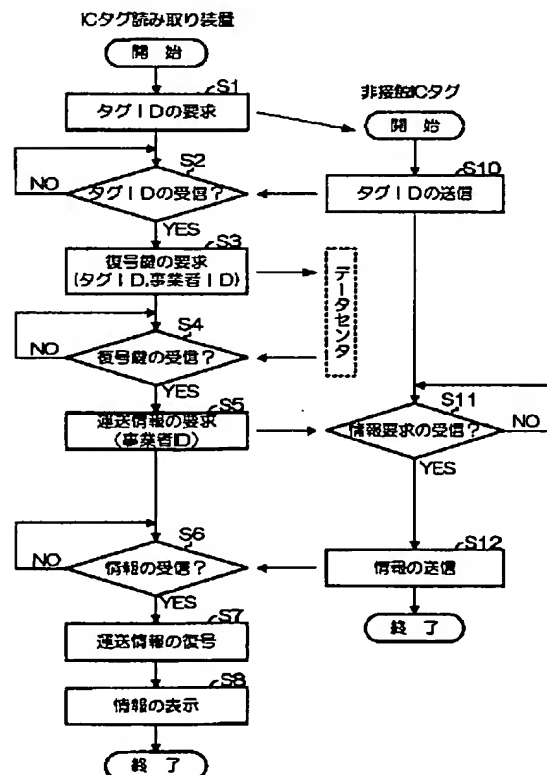 ICタグ読み取り装置
開 始
S1
タグIDの要求
S2
タグIDの受信?
NO
YES
S3
復号鍵の要求
(タグID,事業者ID)
S4
復号鍵の受信?
NO
YES
S5
運送情報の要求
(事業者ID)
S6
情報の受信?
NO
YES
S7
運送情報の復号
S8
情報の表示
終 了
データセンタ
非接触ICタグ
開 始
S10
タグIDの送信
S11
情報要求の受信?
NO
YES
S12
情報の送信
終 了